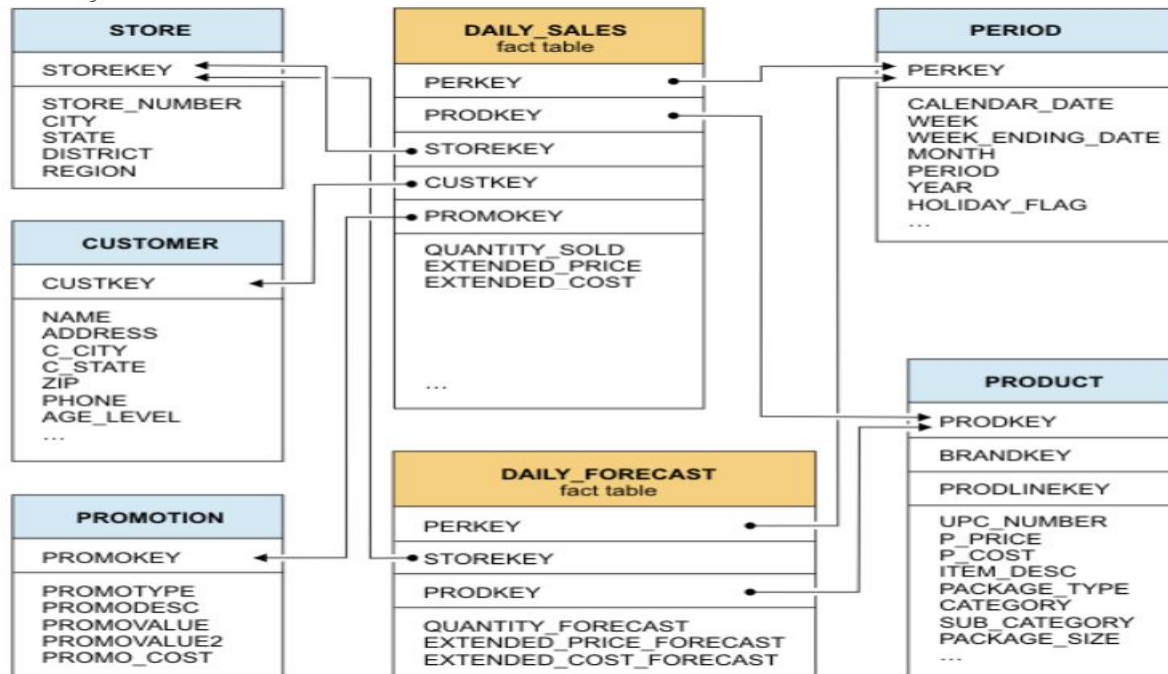 STORE
STOREKEY
STORE_NUMBER
CITY
STATE
DISTRICT
REGION
CUSTOMER
CUSTKEY
NAME
ADDRESS
C_CITY
C_STATE
ZIP
PHONE
AGE_LEVEL
...
PROMOTION
PROMOKEY
PROMOTYPE
PROMODESC
PROMOVALUE
PROMOVALUE2
PROMO_COST
DAILY_SALES
fact table
PERKEY
PRODKEY
STOREKEY
CUSTKEY
PROMOKEY
QUANTITY_SOLD
EXTENDED_PRICE
EXTENDED_COST
...
DAILY_FORECAST
fact table
PERKEY
STOREKEY
PRODKEY
QUANTITY_FORECAST
EXTENDED_PRICE_FORECAST
EXTENDED_COST_FORECAST
PERIOD
PERKEY
CALENDAR_DATE
WEEK
WEEK_ENDING_DATE
MONTH
PERIOD
YEAR
HOLIDAY_FLAG
...
PRODUCT
PRODKEY
BRANDKEY
PRODLINEKEY
UPC_NUMBER
P_PRICE
P_COST
ITEM_DESC
PACKAGE_TYPE
CATEGORY
SUB_CATEGORY
PACKAGE_SIZE
...